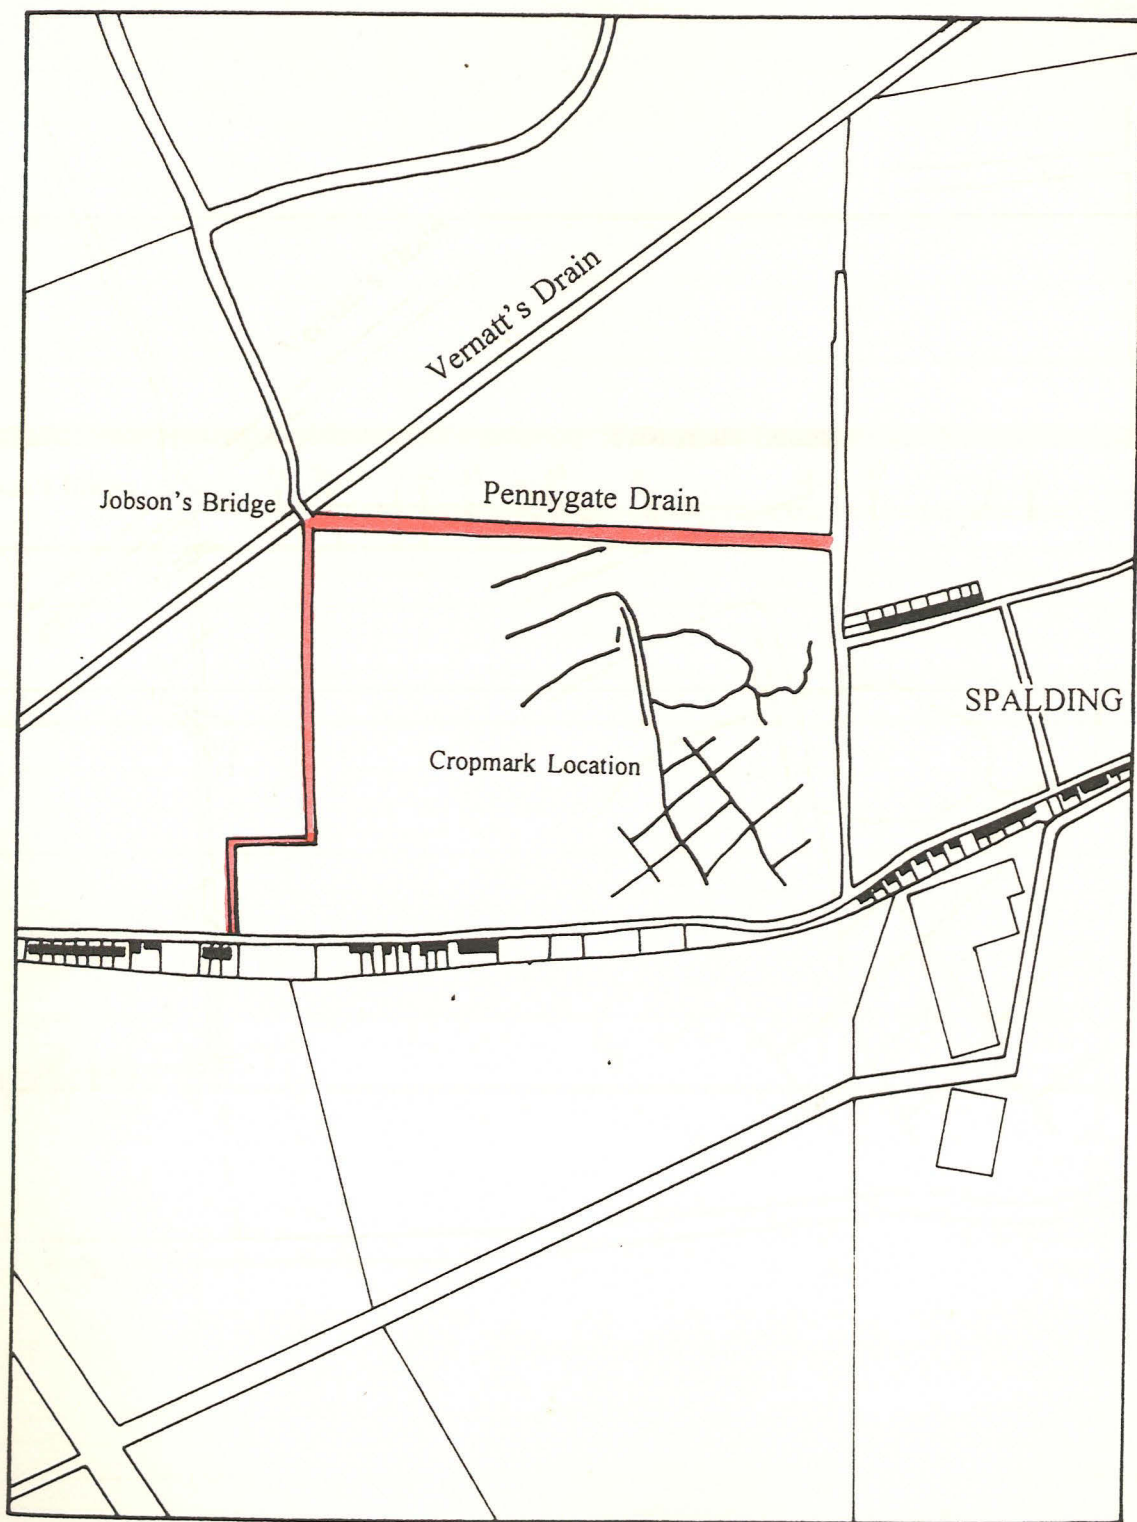 Vernatt's Drain
Jobson's Bridge
Pennygate Drain
SPALDING
Cropmark Location